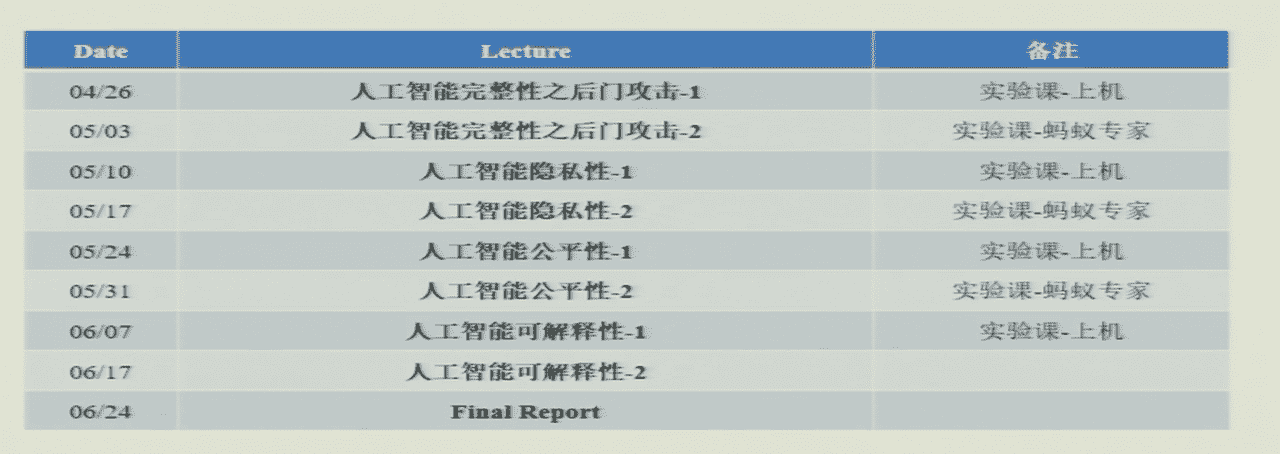 Date Lecture 备注
04/26 人工智能完整性之后门攻击-1 实验课-上机
05/03 人工智能完整性之后门攻击-2 实验课-蚂蚁专家
05/10 人工智能隐私性-1 实验课-上机
05/17 人工智能隐私性-2 实验课-蚂蚁专家
05/24 人工智能公平性-1 实验课-上机
05/31 人工智能公平性-2 实验课-蚂蚁专家
06/07 人工智能可解释性-1 实验课-上机
06/17 人工智能可解释性-2
06/24 Final Report